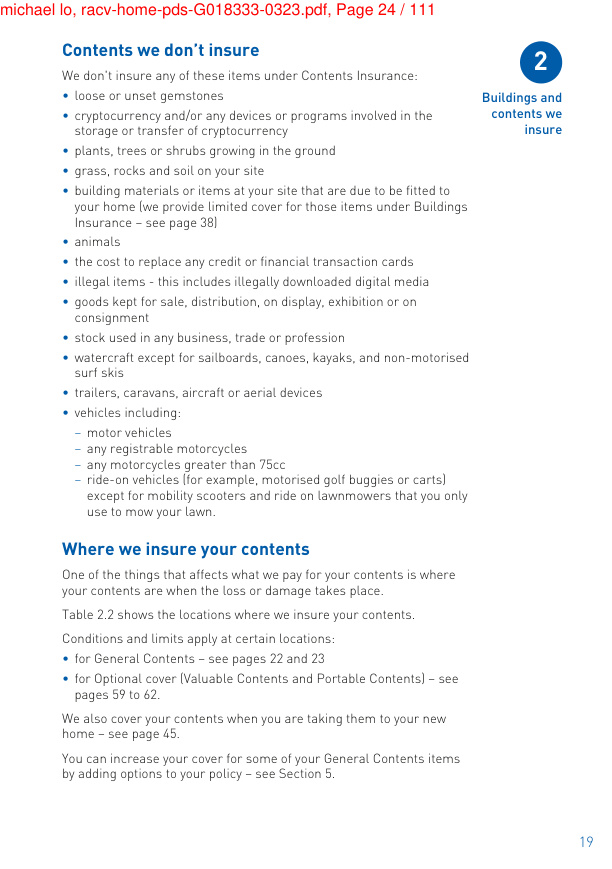 michael lo, racv-home-pds-G018333-0323.pdf, Page 24 / 111
Contents we don’t insure
We don’t insure any of these items under Contents Insurance:
• loose or unset gemstones
• cryptocurrency and/or any devices or programs involved in the
storage or transfer of cryptocurrency
• plants, trees or shrubs growing in the ground
• grass, rocks and soil on your site
• building materials or items at your site that are due to be fitted to
your home (we provide limited cover for those items under Buildings
Insurance – see page 38)
• animals
• the cost to replace any credit or financial transaction cards
• illegal items - this includes illegally downloaded digital media
• goods kept for sale, distribution, on display, exhibition or on
consignment
• stock used in any business, trade or profession
• watercraft except for sailboards, canoes, kayaks, and non-motorised
surf skis
• trailers, caravans, aircraft or aerial devices
• vehicles including:
– motor vehicles
– any registrable motorcycles
– any motorcycles greater than 75cc
– ride-on vehicles (for example, motorised golf buggies or carts)
except for mobility scooters and ride on lawnmowers that you only
use to mow your lawn.
Where we insure your contents
One of the things that affects what we pay for your contents is where
your contents are when the loss or damage takes place.
Table 2.2 shows the locations where we insure your contents.
Conditions and limits apply at certain locations:
• for General Contents – see pages 22 and 23
• for Optional cover (Valuable Contents and Portable Contents) – see
pages 59 to 62.
We also cover your contents when you are taking them to your new
home – see page 45.
You can increase your cover for some of your General Contents items
by adding options to your policy – see Section 5.
2
Buildings and
contents we
insure
19